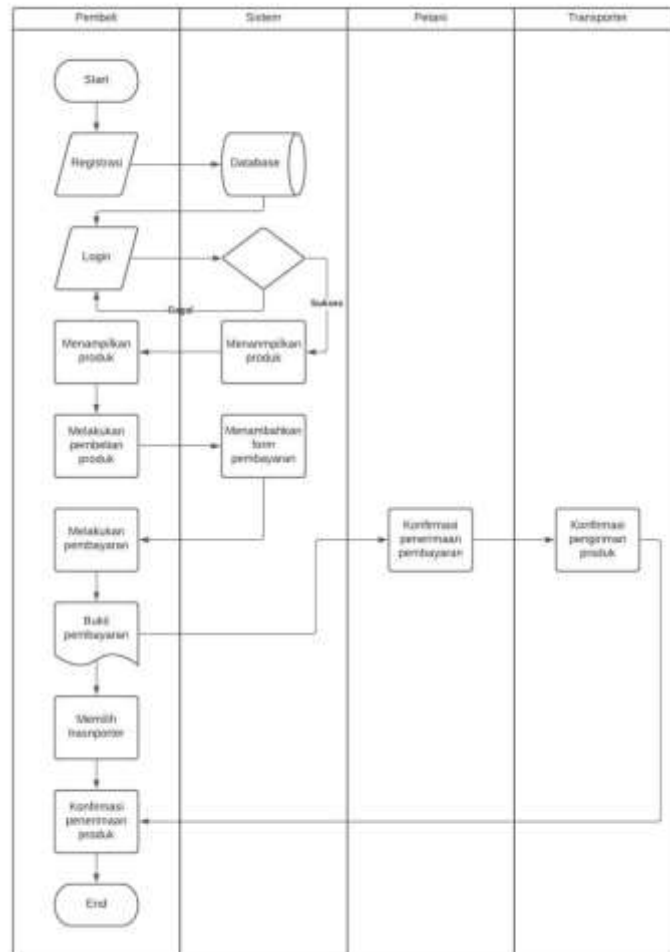 Pembeli
Sistem
Petani
Transporter
Start
Registrasi
Database
Login
Gagal
Sukses
Menampilkan
produk
Menanmpilkan
produk
Melakukan
pembelian
produk
Menambahkan
form
pembayaran
Melakukan
pembayaran
Konfirmasi
penerimaan
pembayaran
Konfirmasi
pengiriman
produk
Bukti
pembayaran
Memilih
trasnporter
Konfirmasi
penerimaan
produk
End